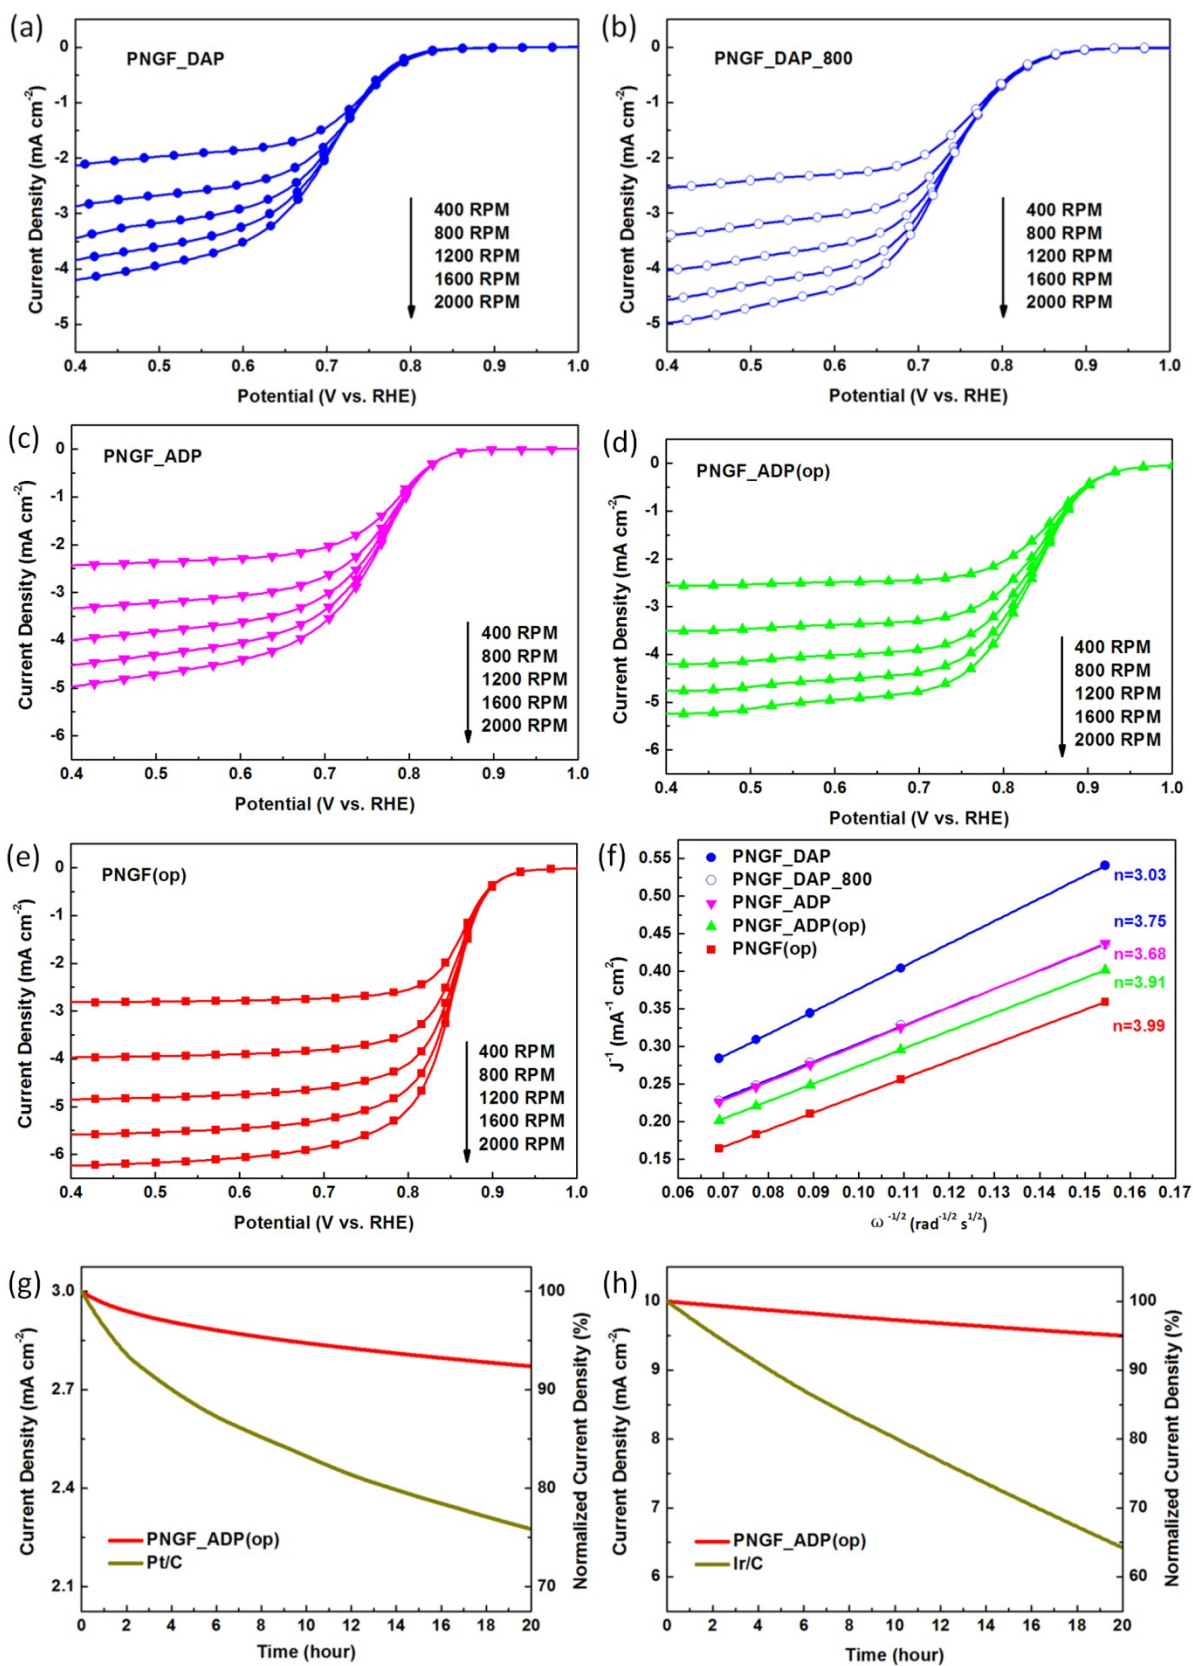 (a)
PNGF_DAP
0
-1
-2
-3
-4
-5
Current Density (mA cm-2)
400 RPM
800 RPM
1200 RPM
1600 RPM
2000 RPM
0.4 0.5 0.6 0.7 0.8 0.9 1.0
Potential (V vs. RHE)
(b)
PNGF_DAP_800
0
-1
-2
-3
-4
-5
Current Density (mA cm-2)
400 RPM
800 RPM
1200 RPM
1600 RPM
2000 RPM
0.4 0.5 0.6 0.7 0.8 0.9 1.0
Potential (V vs. RHE)
(c)
PNGF_ADP
0
-1
-2
-3
-4
-5
-6
Current Density (mA cm-2)
400 RPM
800 RPM
1200 RPM
1600 RPM
2000 RPM
0.4 0.5 0.6 0.7 0.8 0.9 1.0
Potential (V vs. RHE)
(d)
PNGF_ADP(op)
0
-1
-2
-3
-4
-5
-6
Current Density (mA cm-2)
400 RPM
800 RPM
1200 RPM
1600 RPM
2000 RPM
0.4 0.5 0.6 0.7 0.8 0.9 1.0
Potential (V vs. RHE)
(e)
PNGF(op)
0
-1
-2
-3
-4
-5
-6
Current Density (mA cm-2)
400 RPM
800 RPM
1200 RPM
1600 RPM
2000 RPM
0.4 0.5 0.6 0.7 0.8 0.9 1.0
Potential (V vs. RHE)
(f)
PNGF_DAP
PNGF_DAP_800
PNGF_ADP
PNGF_ADP(op)
PNGF(op)
n=3.03
n=3.75
n=3.68
n=3.91
n=3.99
0.55
0.50
0.45
0.40
0.35
0.30
0.25
0.20
0.15
J-1 (mA-1 cm2)
0.06 0.07 0.08 0.09 0.10 0.11 0.12 0.13 0.14 0.15 0.16 0.17
ω -1/2 (rad-1/2 s1/2)
(g)
3.0
2.7
2.4
2.1
Current Density (mA cm-2)
100
90
80
70
Normalized Current Density (%)
PNGF_ADP(op)
Pt/C
0 2 4 6 8 10 12 14 16 18 20
Time (hour)
(h)
10
9
8
7
6
Current Density (mA cm-2)
100
90
80
70
60
Normalized Current Density (%)
PNGF_ADP(op)
Ir/C
0 2 4 6 8 10 12 14 16 18 20
Time (hour)